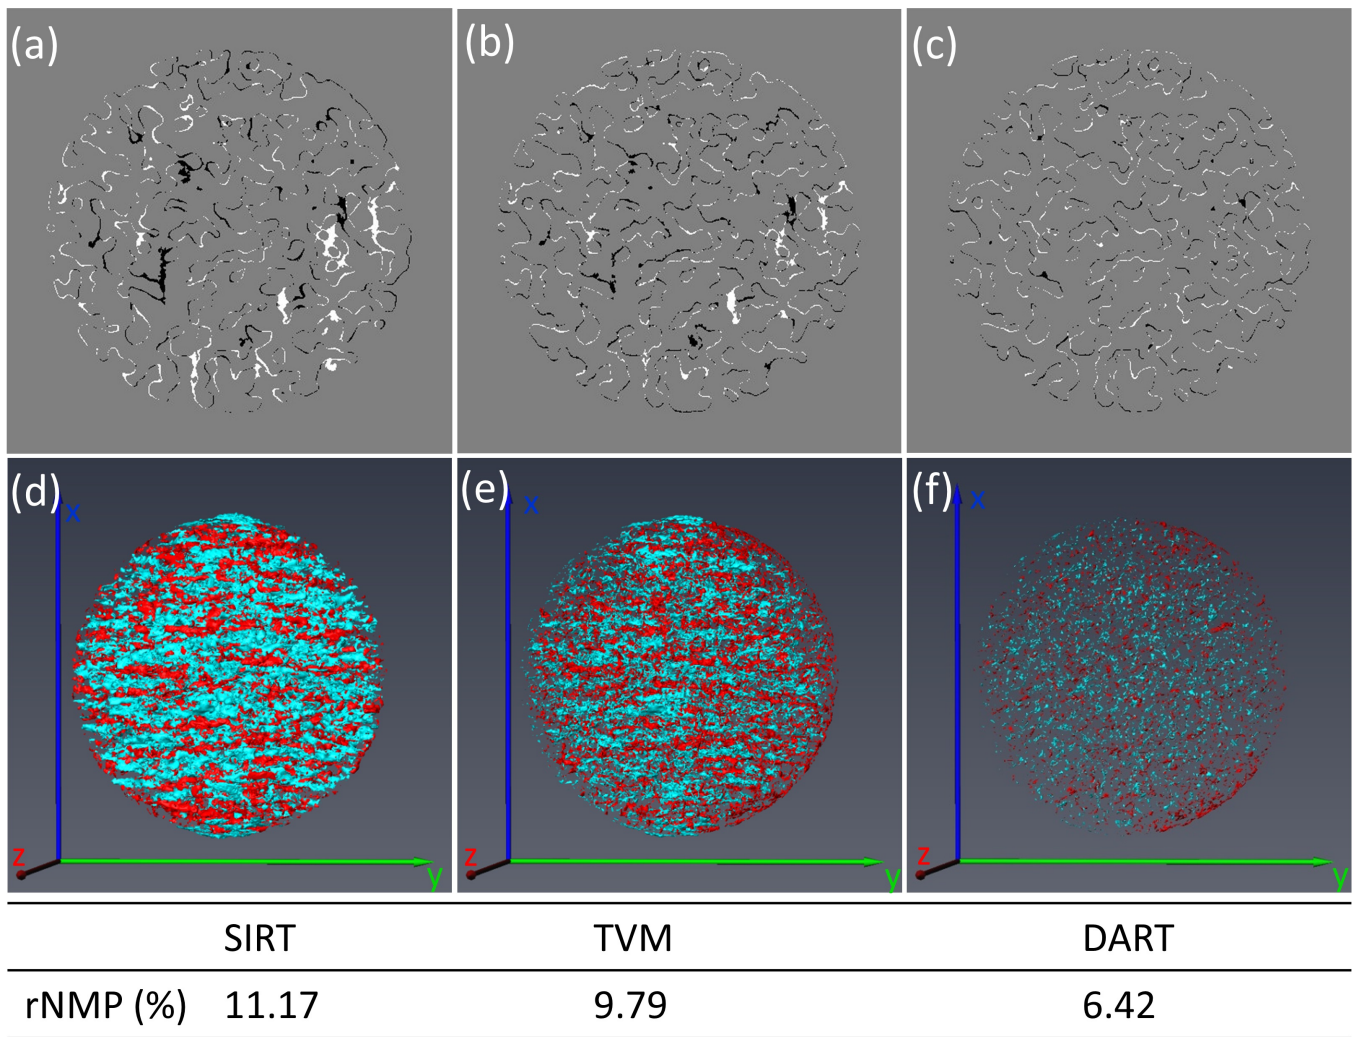 (a) (b) (c)
(d) (e) (f)
x x x
z y z y z y
SIRT TVM DART
rNMP (%) 11.17 9.79 6.42